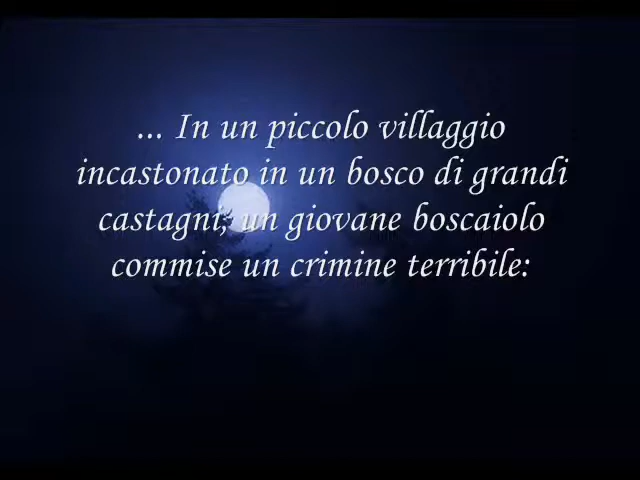 ... In un piccolo villaggio
incastonato in un bosco di grandi
castagni, un giovane boscaiolo
commise un crimine terribile: